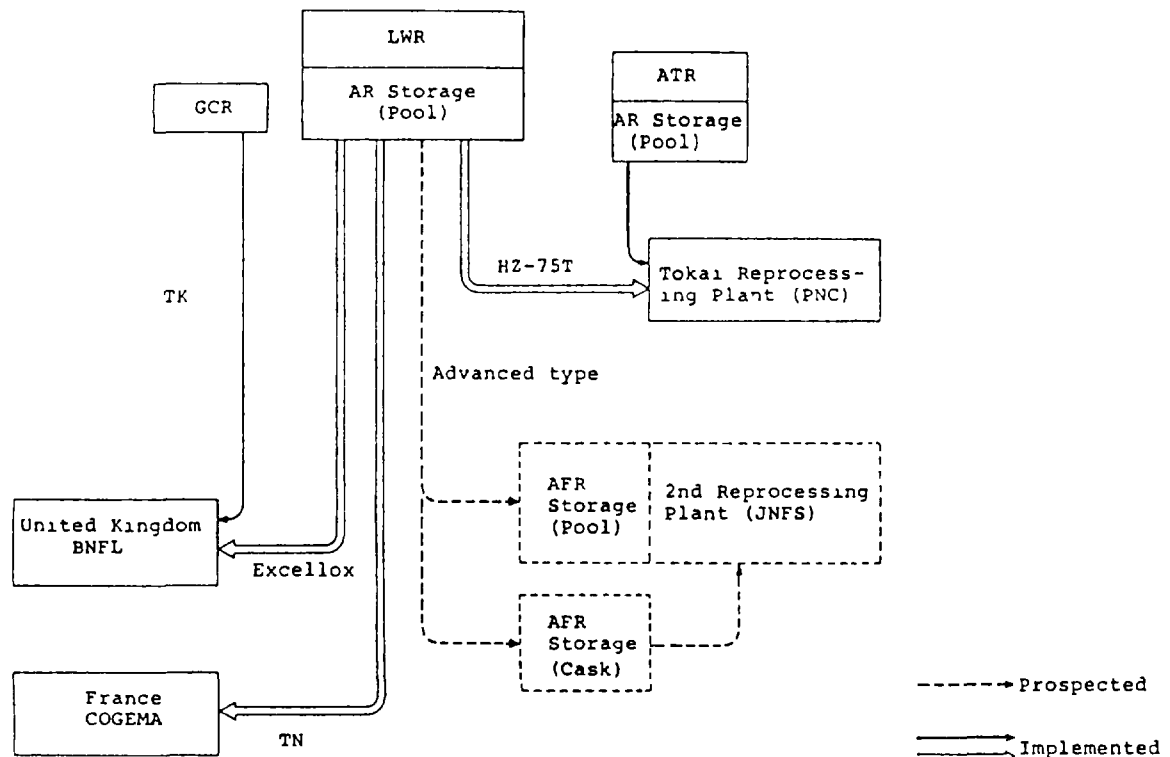 LWR
AR Storage
(Pool)
GCR
ATR
AR Storage
(Pool)
HZ-75T
Tokai Reprocess-
ing Plant (PNC)
TK
Advanced type
AFR
Storage
(Pool)
2nd Reprocessing
Plant (JNFS)
United Kingdom
BNFL
Excellox
AFR
Storage
(Cask)
France
COGEMA
TN
Prospected
Implemented